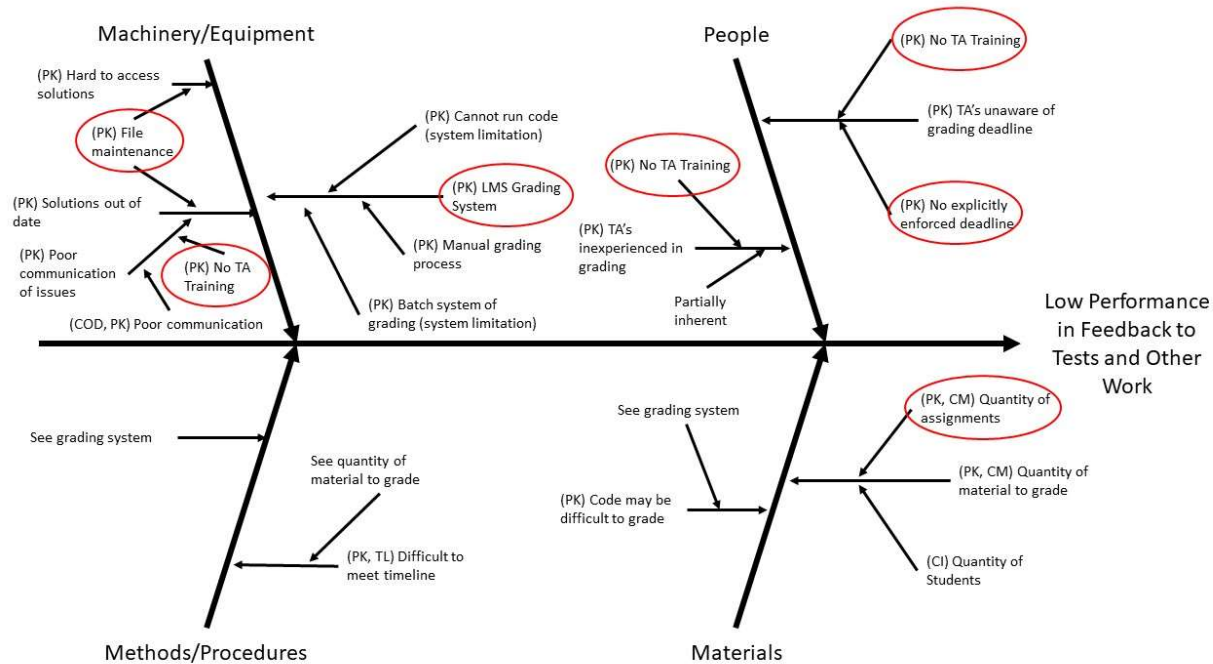 Machinery/Equipment
(PK) Hard to access
solutions
(PK) File
maintenance
(PK) Solutions out of
date
(PK) Poor
communication
of issues
(PK) No TA
Training
(COD, PK) Poor communication
(PK) Cannot run code
(system limitation)
(PK) LMS Grading
System
(PK) Manual grading
process
(PK) Batch system of
grading (system limitation)
People
(PK) No TA Training
(PK) TA's unaware of
grading deadline
(PK) No explicitly
enforced deadline
(PK) No TA Training
(PK) TA's
inexperienced in
grading
Partially
inherent
Low Performance
in Feedback to
Tests and Other
Work
See grading system
See quantity of
material to grade
(PK, TL) Difficult to
meet timeline
Methods/Procedures
See grading system
(PK) Code may be
difficult to grade
(PK, CM) Quantity of
assignments
(PK, CM) Quantity of
material to grade
(CI) Quantity of
Students
Materials